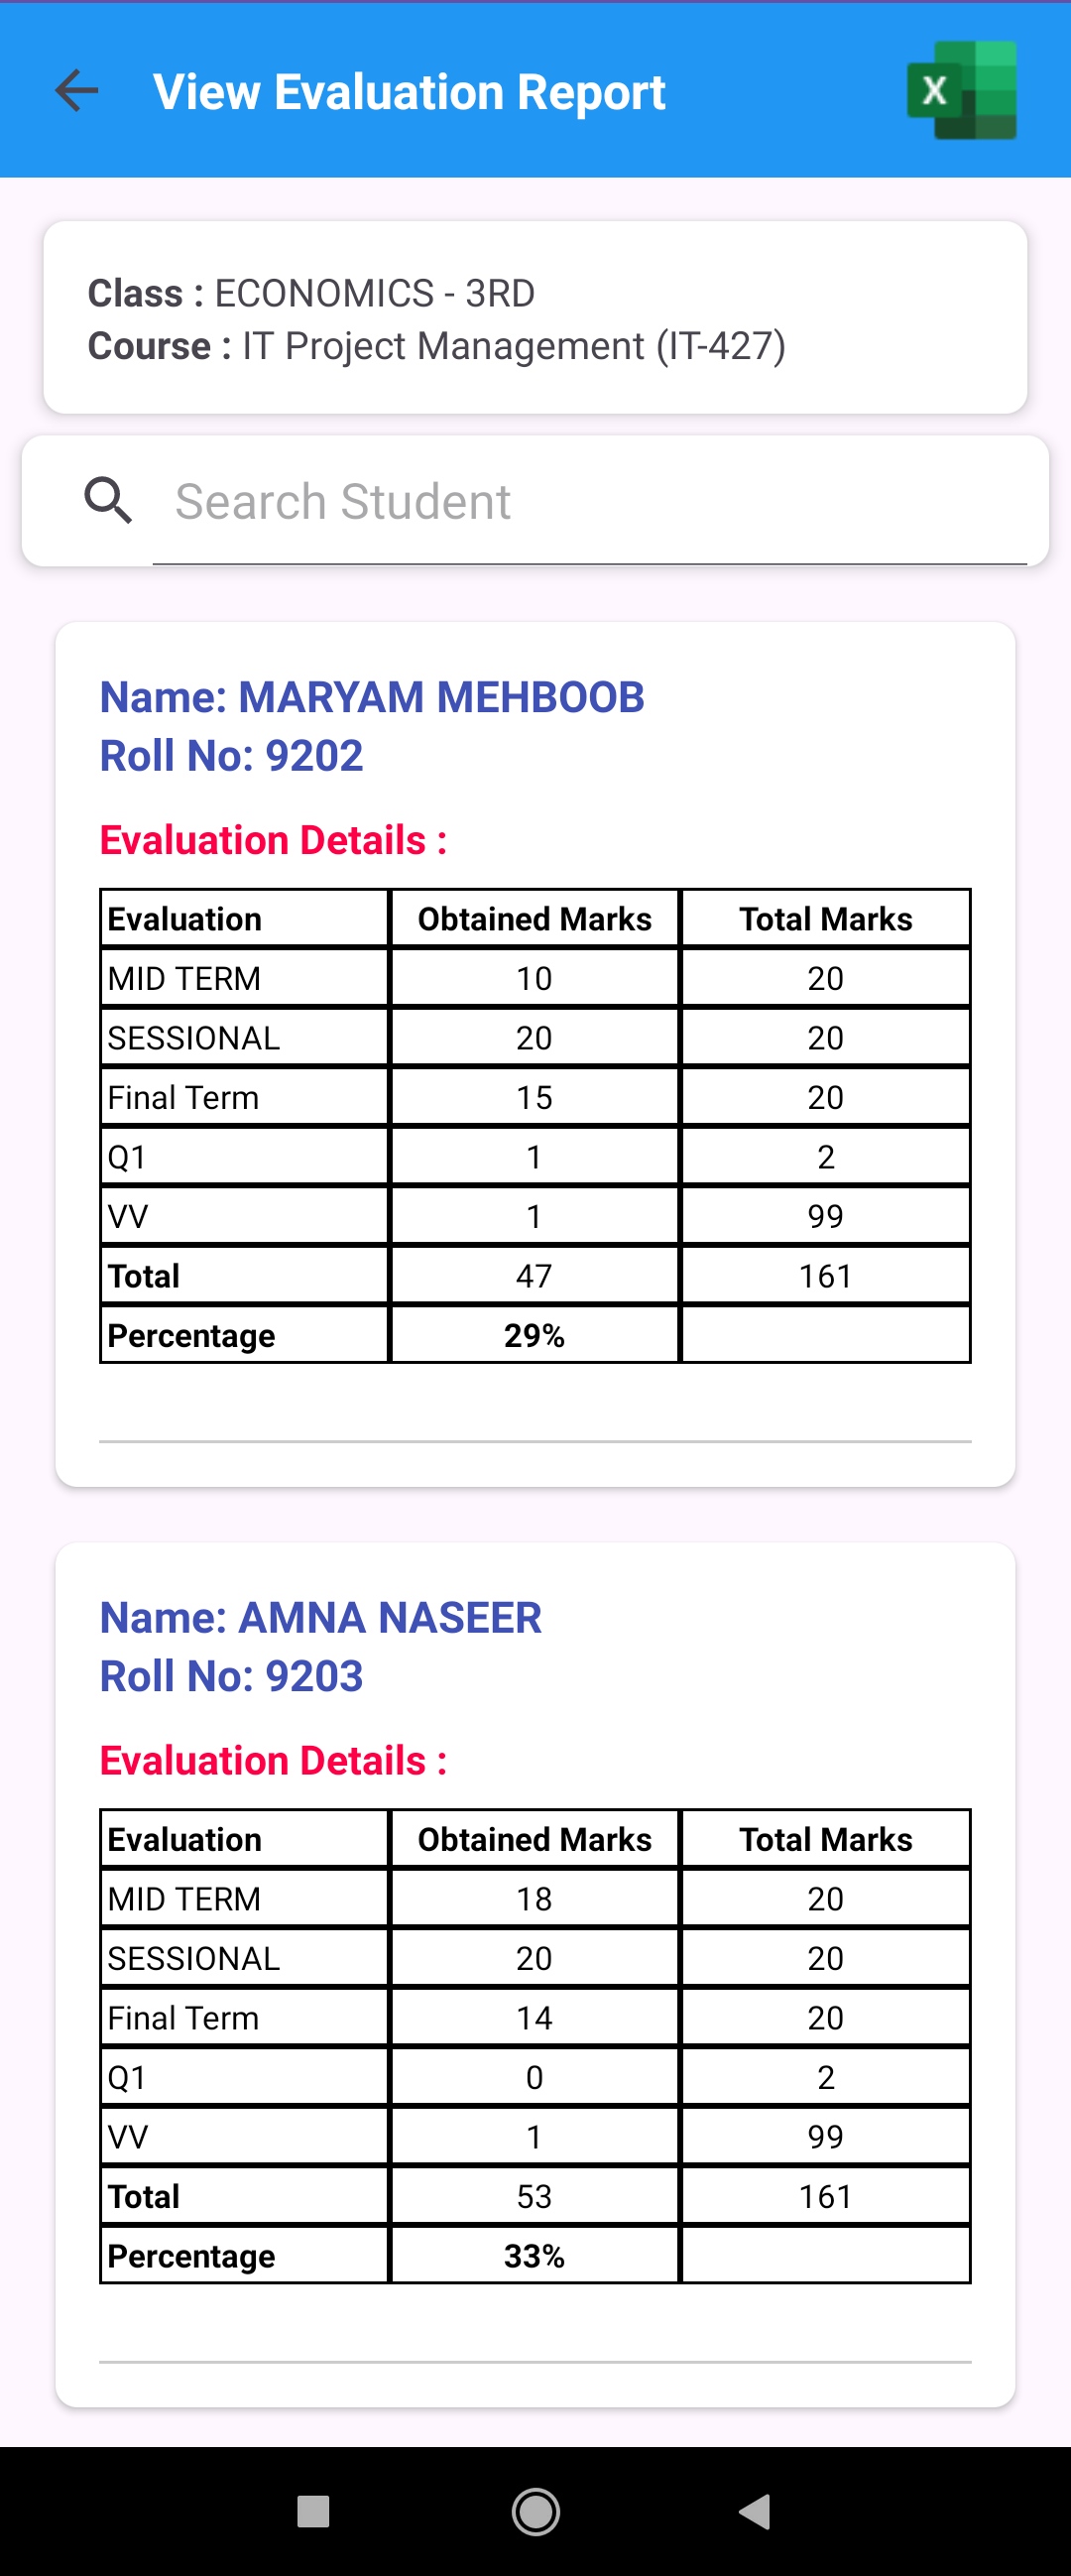 View Evaluation Report
X
Class : ECONOMICS - 3RD
Course : IT Project Management (IT-427)
Search Student
Name: MARYAM MEHBOOB
Roll No: 9202
Evaluation Details :
Evaluation Obtained Marks Total Marks
MID TERM 10 20
SESSIONAL 20 20
Final Term 15 20
Q1 1 2
VV 1 99
Total 47 161
Percentage 29%
Name: AMNA NASEER
Roll No: 9203
Evaluation Details :
Evaluation Obtained Marks Total Marks
MID TERM 18 20
SESSIONAL 20 20
Final Term 14 20
Q1 0 2
VV 1 99
Total 53 161
Percentage 33%